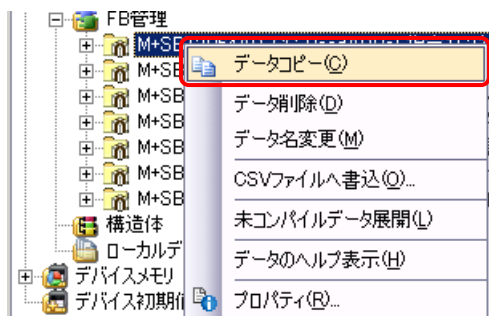 FB管理
M+SB
データコピー(C)
M+SB
M+SB
データ削除(D)
M+SB
データ名変更(M)
M+SB
CSVファイルへ書込(O)...
M+SB
構造体
未コンパイルデータ展開(L)
ローカルデ
データのヘルプ表示(H)
デバイスメモリ
デバイス初期値
プロパティ(R)...